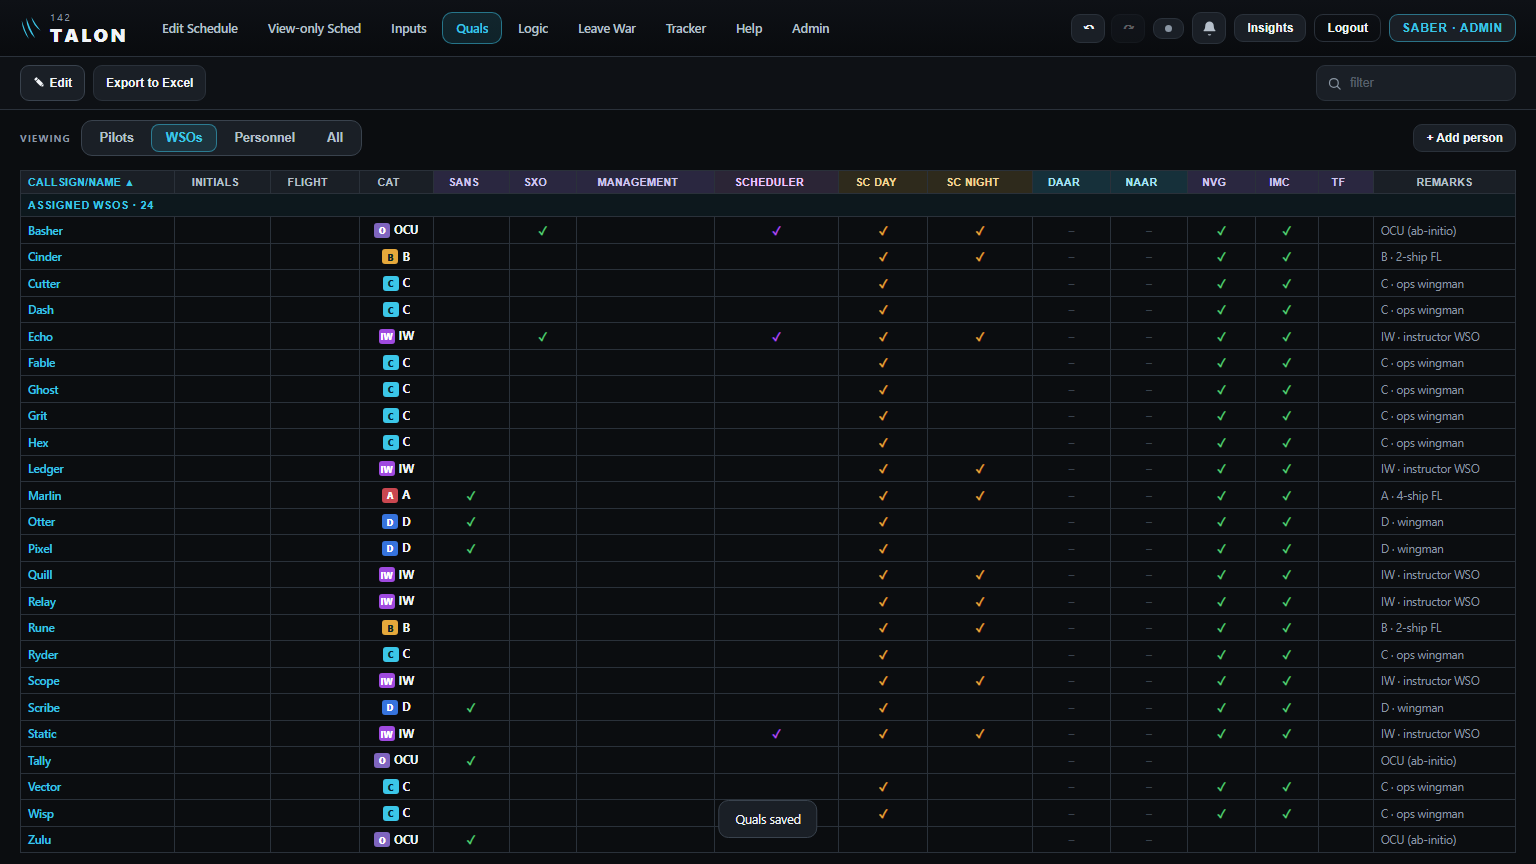 142
TALON
Edit Schedule
View-only Sched
Inputs
Quals
Logic
Leave War
Tracker
Help
Admin
Insights
Logout
SABER · ADMIN
✎ Edit
Export to Excel
filter
VIEWING
Pilots
WSOs
Personnel
All
+ Add person
CALLSIGN/NAME ▲ INITIALS FLIGHT CAT SANS SXO MANAGEMENT SCHEDULER SC DAY SC NIGHT DAAR NAAR NVG IMC TF REMARKS
ASSIGNED WSOS · 24
Basher O OCU ✓ ✓ ✓ ✓ – – ✓ ✓ OCU (ab-initio)
Cinder B B ✓ ✓ – – ✓ ✓ B · 2-ship FL
Cutter C C ✓ – – ✓ ✓ C · ops wingman
Dash C C ✓ – – ✓ ✓ C · ops wingman
Echo IW IW ✓ ✓ ✓ ✓ – – ✓ ✓ IW · instructor WSO
Fable C C ✓ – – ✓ ✓ C · ops wingman
Ghost C C ✓ – – ✓ ✓ C · ops wingman
Grit C C ✓ – – ✓ ✓ C · ops wingman
Hex C C ✓ – – ✓ ✓ C · ops wingman
Ledger IW IW ✓ ✓ – – ✓ ✓ IW · instructor WSO
Marlin A A ✓ ✓ ✓ – – ✓ ✓ A · 4-ship FL
Otter D D ✓ ✓ – – ✓ ✓ D · wingman
Pixel D D ✓ ✓ – – ✓ ✓ D · wingman
Quill IW IW ✓ ✓ – – ✓ ✓ IW · instructor WSO
Relay IW IW ✓ ✓ – – ✓ ✓ IW · instructor WSO
Rune B B ✓ ✓ – – ✓ ✓ B · 2-ship FL
Ryder C C ✓ – – ✓ ✓ C · ops wingman
Scope IW IW ✓ ✓ – – ✓ ✓ IW · instructor WSO
Scribe D D ✓ ✓ – – ✓ ✓ D · wingman
Static IW IW ✓ ✓ ✓ – – ✓ ✓ IW · instructor WSO
Tally O OCU ✓ – – OCU (ab-initio)
Vector C C ✓ – – ✓ ✓ C · ops wingman
Wisp C C ✓ – – ✓ ✓ C · ops wingman
Quals saved
Zulu O OCU ✓ – – OCU (ab-initio)